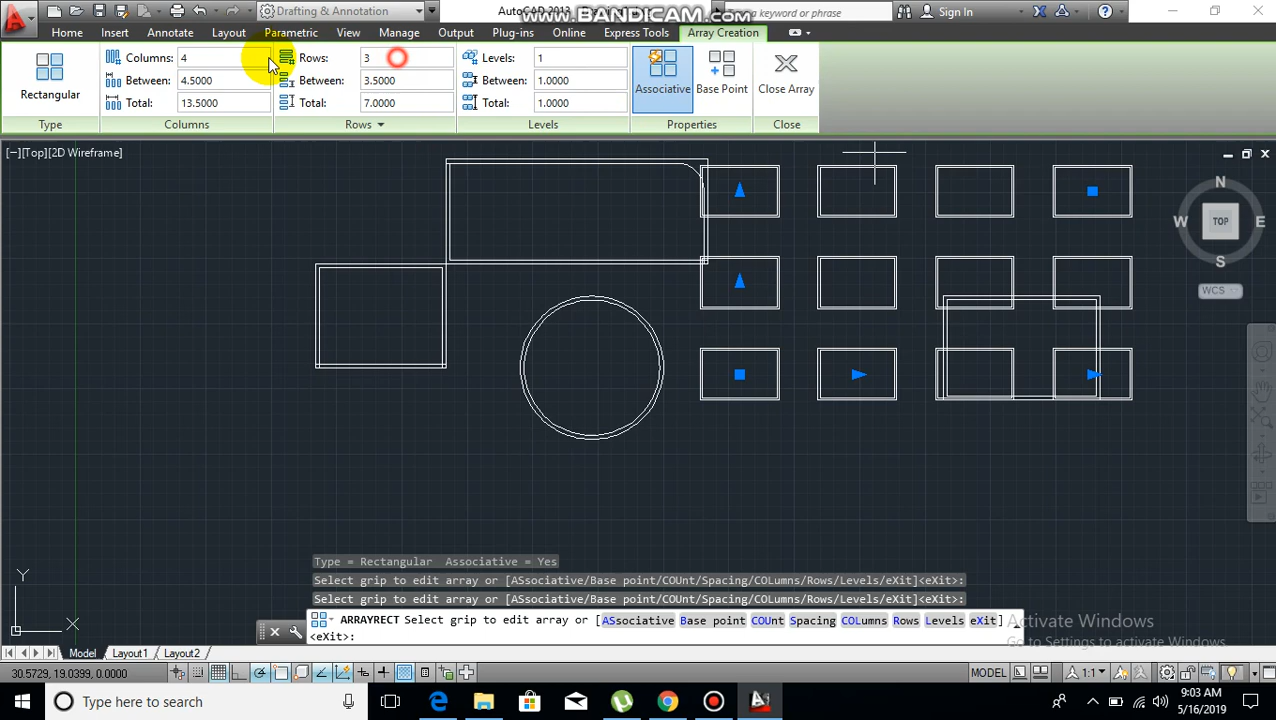 Drafting & Annotation
AutoCAD 2013
www.BANDICAM.com
keyword or phrase
Sign In
Home Insert Annotate Layout Parametric View Manage Output Plug-ins Online Express Tools Array Creation
Columns: 4 Rows: 3 Levels: 1
Between: 4.5000 Between: 3.5000 Between: 1.0000
Total: 13.5000 Total: 7.0000 Total: 1.0000
Rectangular Associative Base Point Close Array
Type Columns Rows Levels Properties Close
[−][Top][2D Wireframe]
N
W TOP E
S
WCS
Type = Rectangular Associative = Yes
Select grip to edit array or [ASsociative/Base point/COUnt/Spacing/COLumns/Rows/Levels/eXit]<eXit>:
Select grip to edit array or [ASsociative/Base point/COUnt/Spacing/COLumns/Rows/Levels/eXit]<eXit>:
ARRAYRECT Select grip to edit array or [ASsociative Base point COUnt Spacing COLumns Rows Levels eXit]
<eXit>:
Activate Windows
Go to Settings to activate Windows.
Y
X
Model Layout1 Layout2
30.5729, 19.0399, 0.0000 MODEL 1:1
Type here to search
9:03 AM
5/16/2019